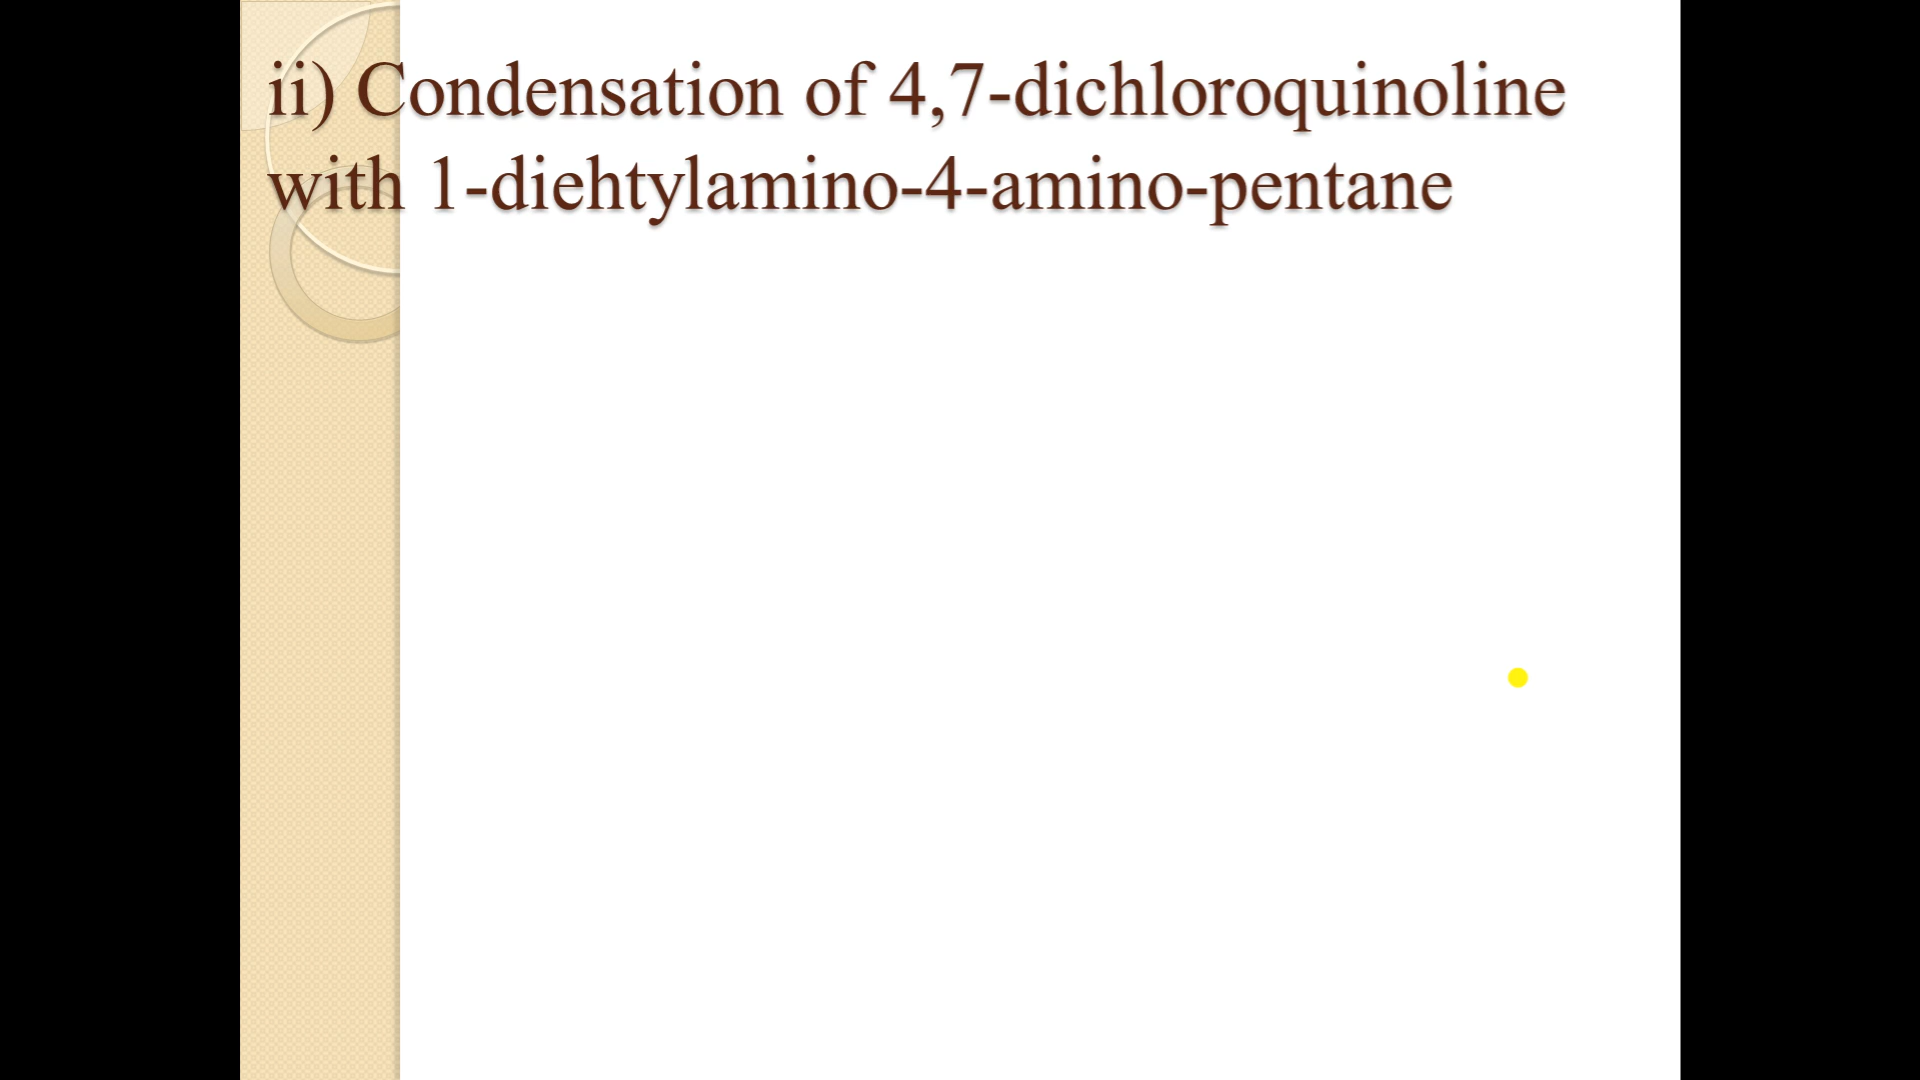 ii) Condensation of 4,7-dichloroquinoline
with 1-diehtylamino-4-amino-pentane